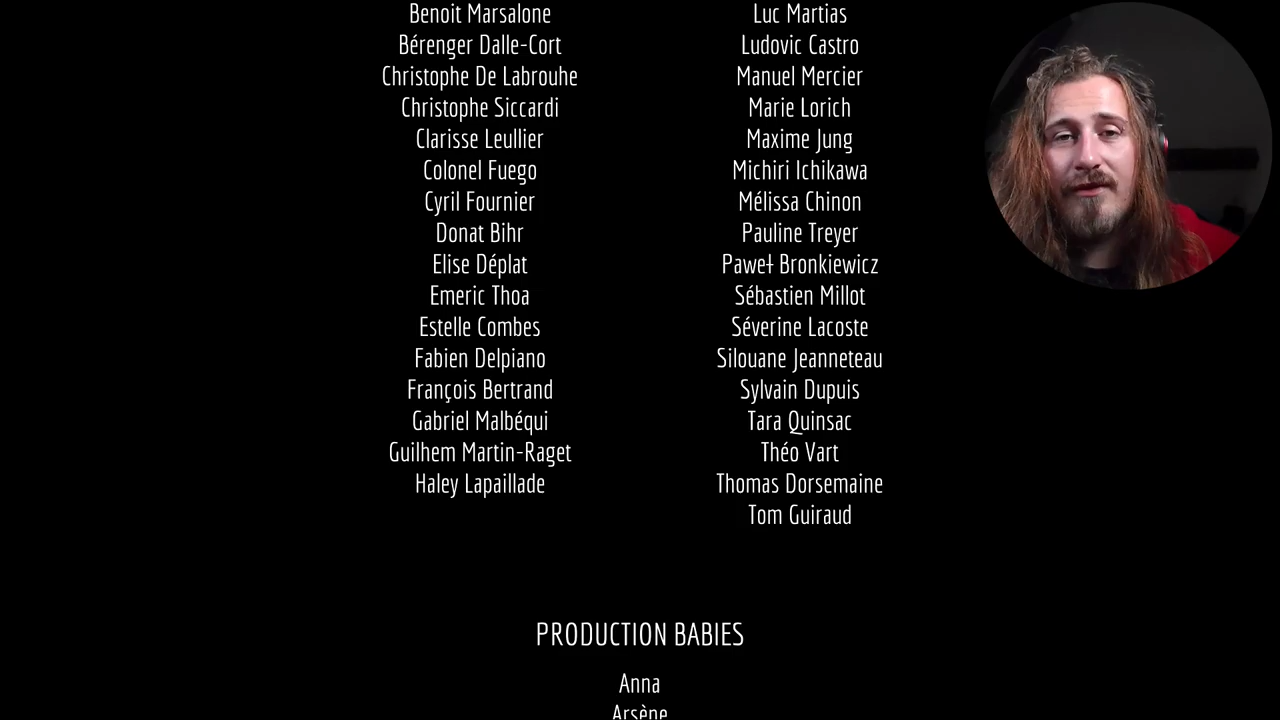 Benoit Marsalone
Bérenger Dalle-Cort
Christophe De Labrouhe
Christophe Siccardi
Clarisse Leullier
Colonel Fuego
Cyril Fournier
Donat Bihr
Elise Déplat
Emeric Thoa
Estelle Combes
Fabien Delpiano
François Bertrand
Gabriel Malbéqui
Guilhem Martin-Raget
Haley Lapaillade
Luc Martias
Ludovic Castro
Manuel Mercier
Marie Lorich
Maxime Jung
Michiri Ichikawa
Mélissa Chinon
Pauline Treyer
Paweł Bronkiewicz
Sébastien Millot
Séverine Lacoste
Silouane Jeanneteau
Sylvain Dupuis
Tara Quinsac
Théo Vart
Thomas Dorsemaine
Tom Guiraud
PRODUCTION BABIES
Anna
Arsène